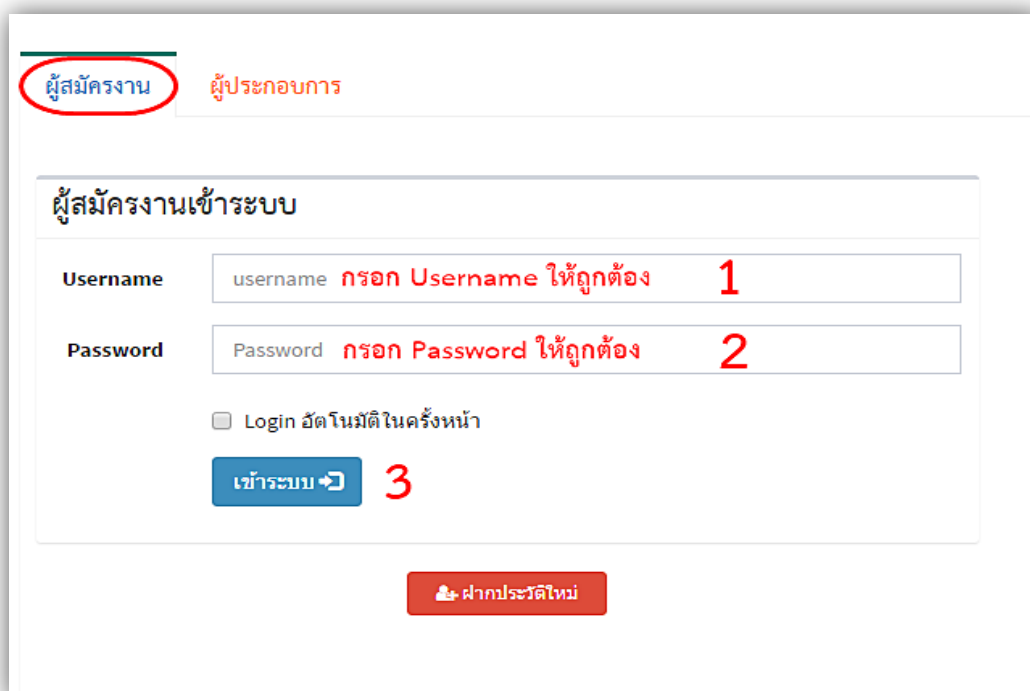 ผู้สมัครงาน ผู้ประกอบการ
ผู้สมัครงานเข้าระบบ
Username username กรอก Username ให้ถูกต้อง 1
Password Password กรอก Password ให้ถูกต้อง 2
Login อัตโนมัติในครั้งหน้า
เข้าระบบ 3
ฝากประวัติใหม่